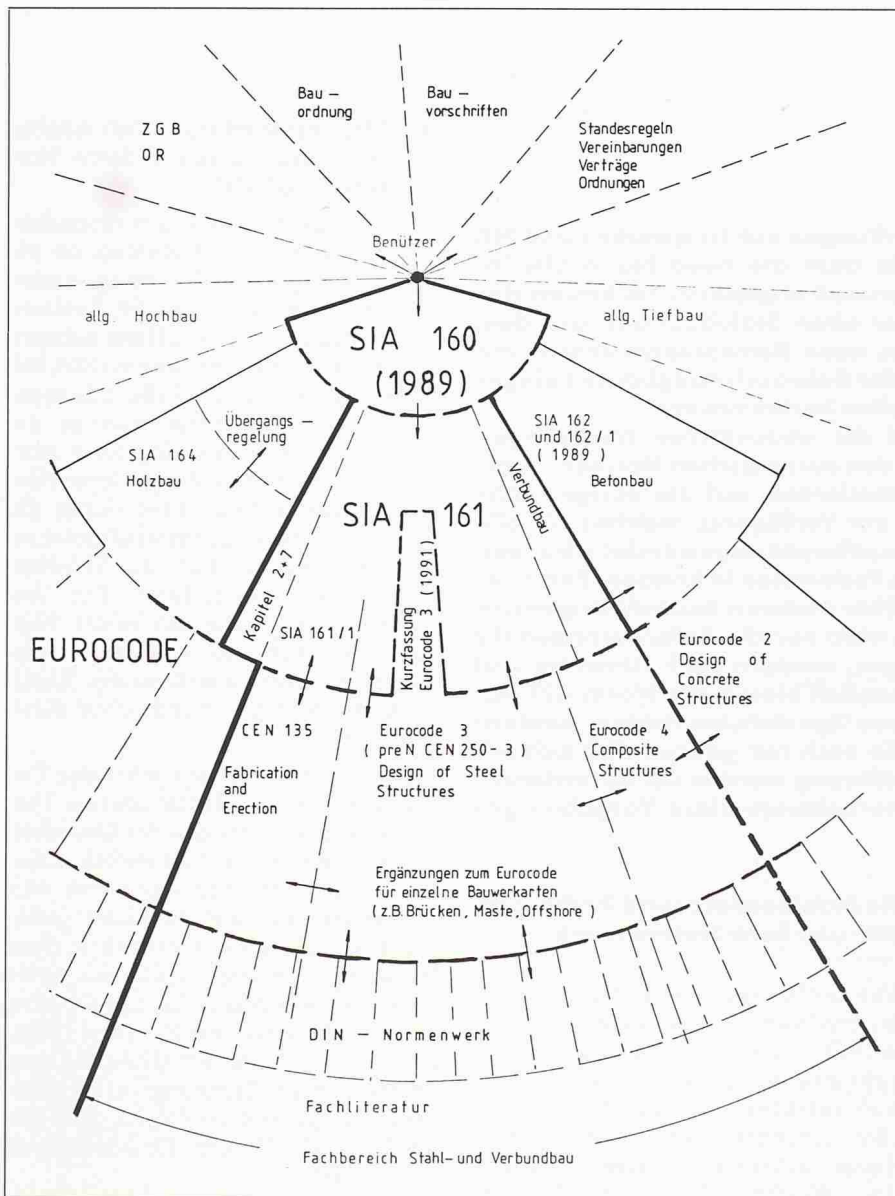 Bau –
ordnung
Bau –
vorschriften
ZGB
OR
Standesregeln
Vereinbarungen
Verträge
Ordnungen
Benützer
allg. Hochbau
allg. Tiefbau
SIA 160
(1989)
Übergangs –
regelung
SIA 164
Holzbau
SIA 162
und 162/1
(1989)
Betonbau
Verbundbau
SIA 161
Kapitel 2+7
SIA 161/1
Kurzfassung
Eurocode 3 (1991)
EUROCODE
Eurocode 2
Design of
Concrete
Structures
CEN 135
Fabrication
and
Erection
Eurocode 3
(preN CEN 250-3)
Design of Steel
Structures
Eurocode 4
Composite
Structures
Ergänzungen zum Eurocode
für einzelne Bauwerkarten
(z.B. Brücken, Maste, Offshore)
DIN – Normenwerk
Fachliteratur
Fachbereich Stahl- und Verbundbau